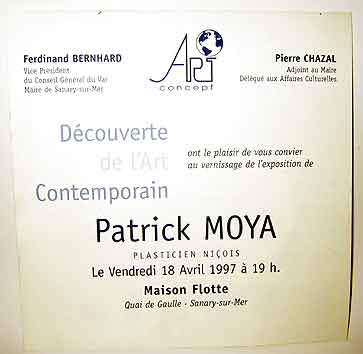 Ferdinand BERNHARD
Vice Président
du Conseil Général du Var
Maire de Sanary-sur-Mer
ART
concept
Pierre CHAZAL
Adjoint au Maire
Délégué aux Affaires Culturelles
Découverte
de l'Art
Contemporain
ont le plaisir de vous convier
au vernissage de l'exposition de
Patrick MOYA
PLASTICIEN NIÇOIS
Le Vendredi 18 Avril 1997 à 19 h.
Maison Flotte
Quai de Gaulle - Sanary-sur-Mer